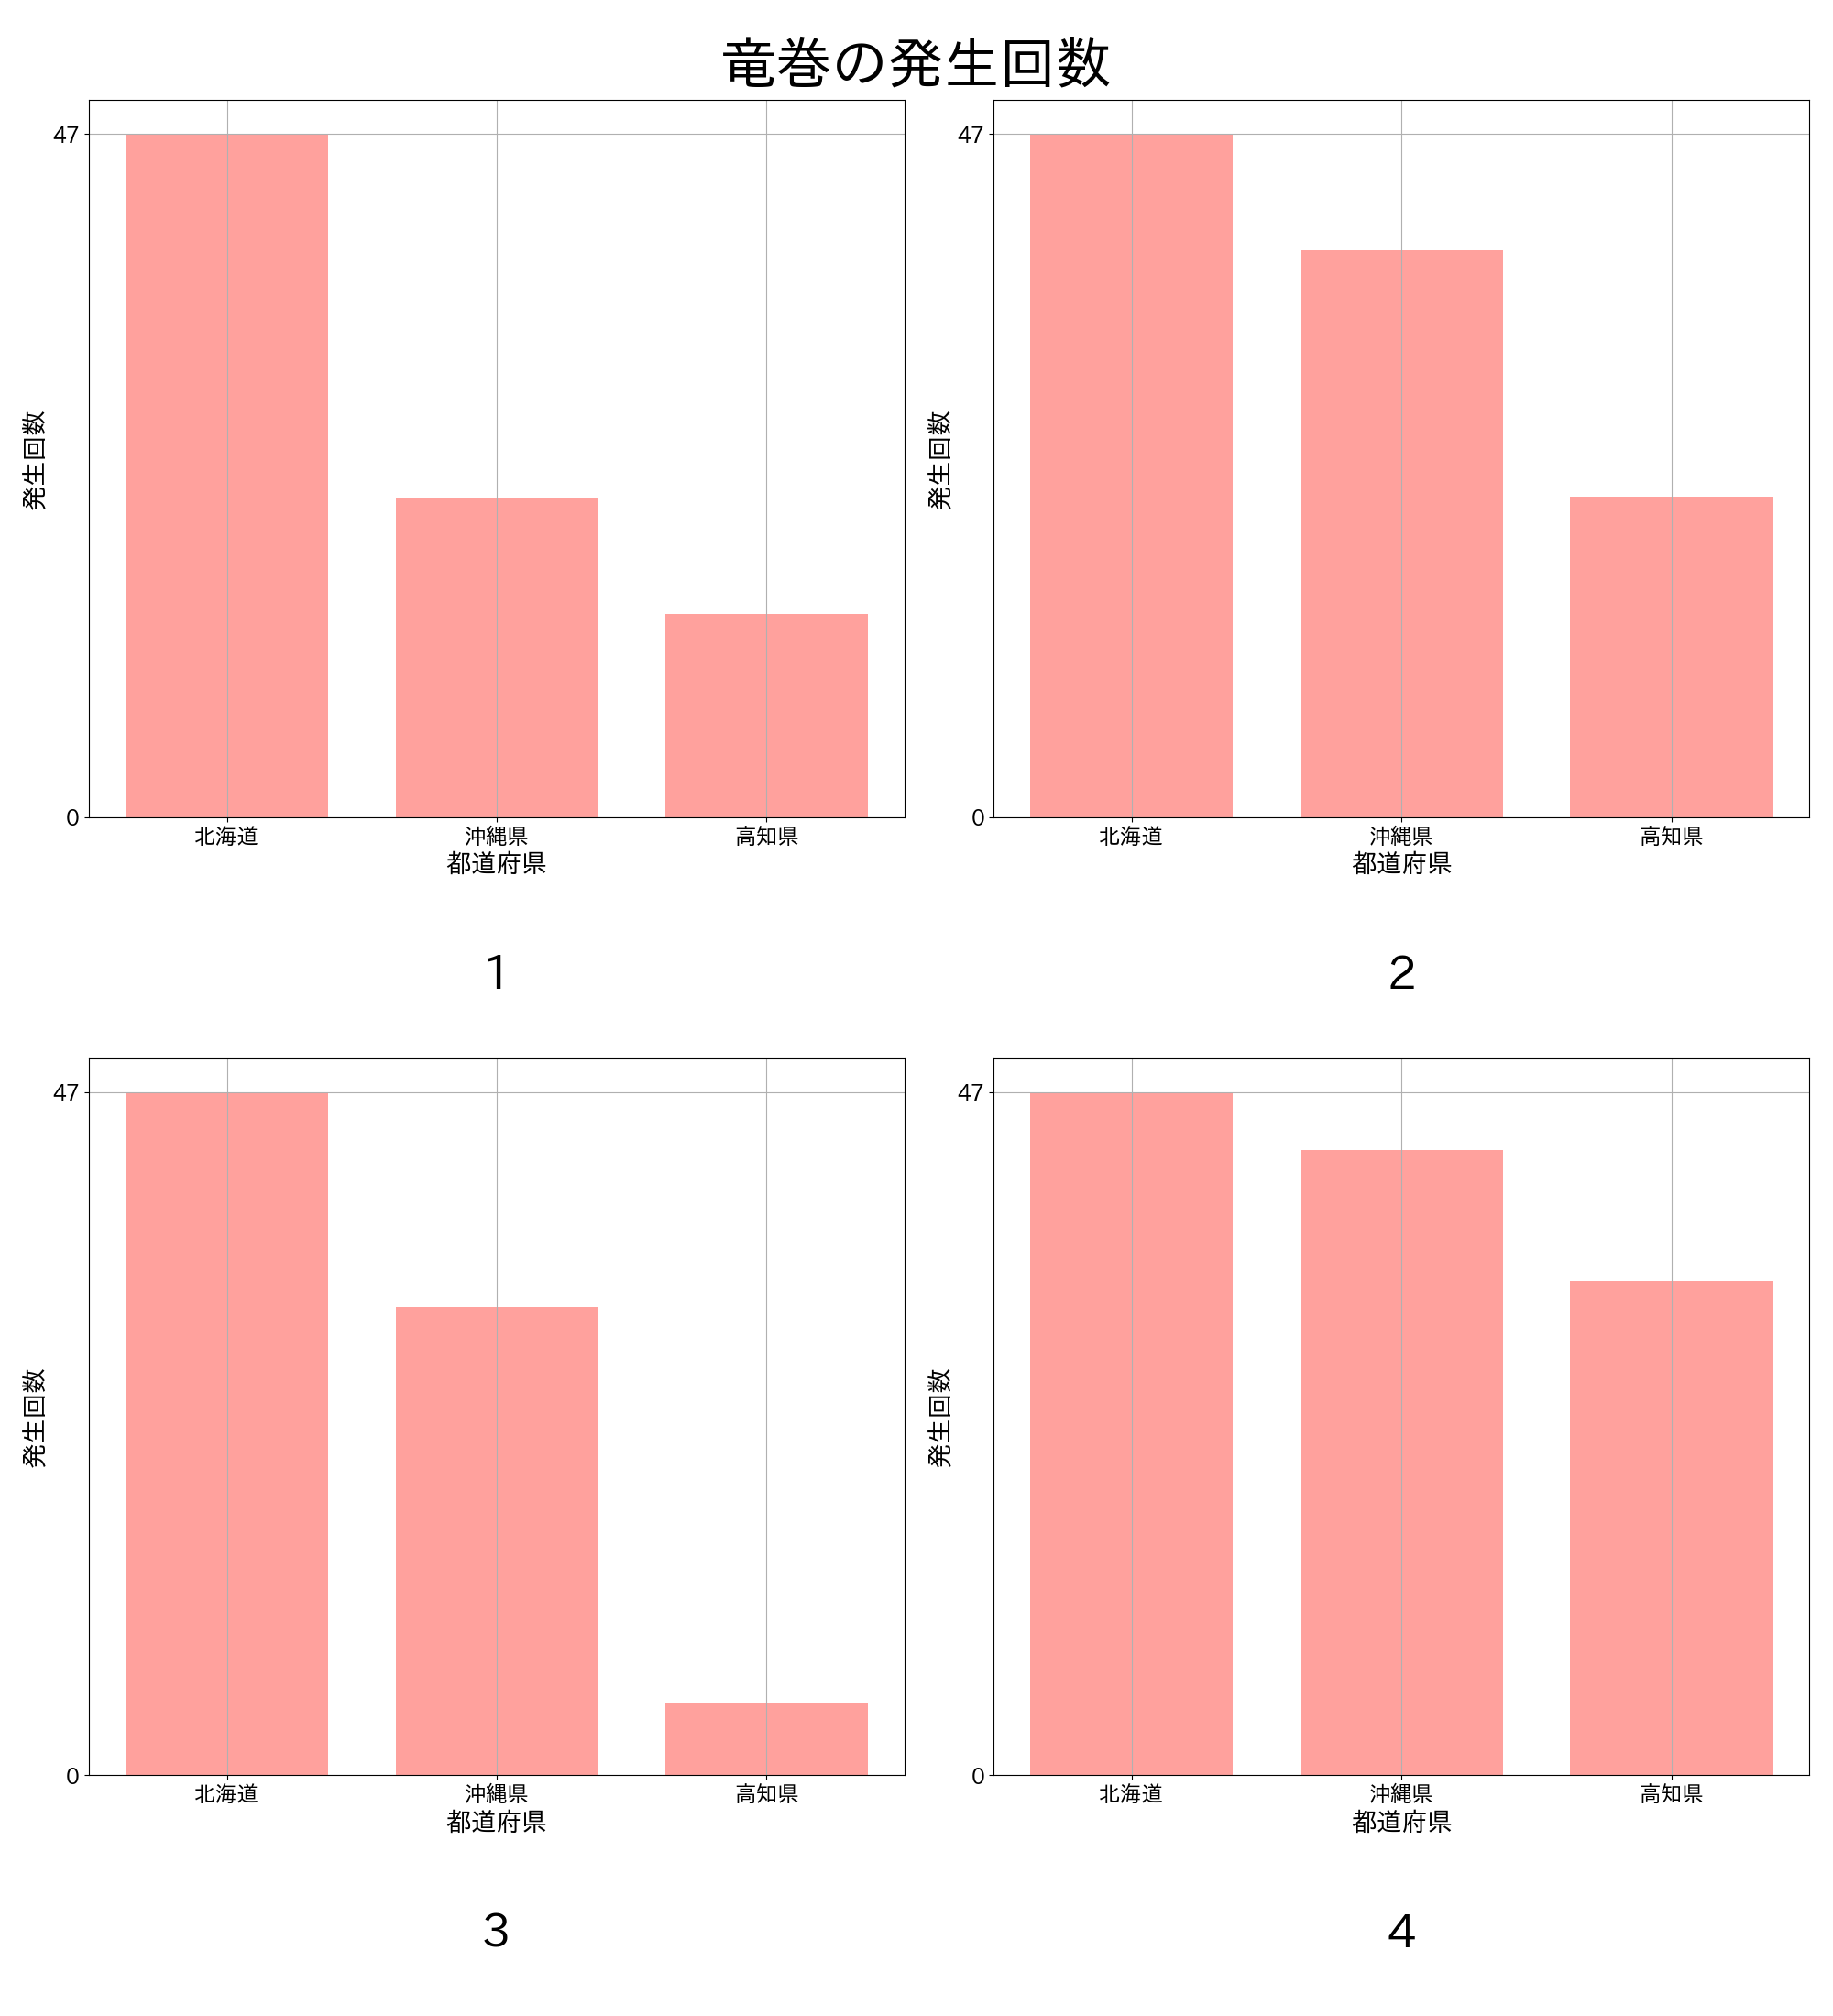 竜巻の発生回数
47
0
発生回数
北海道 沖縄県 高知県
都道府県
1
47
0
発生回数
北海道 沖縄県 高知県
都道府県
2
47
0
発生回数
北海道 沖縄県 高知県
都道府県
3
47
0
発生回数
北海道 沖縄県 高知県
都道府県
4